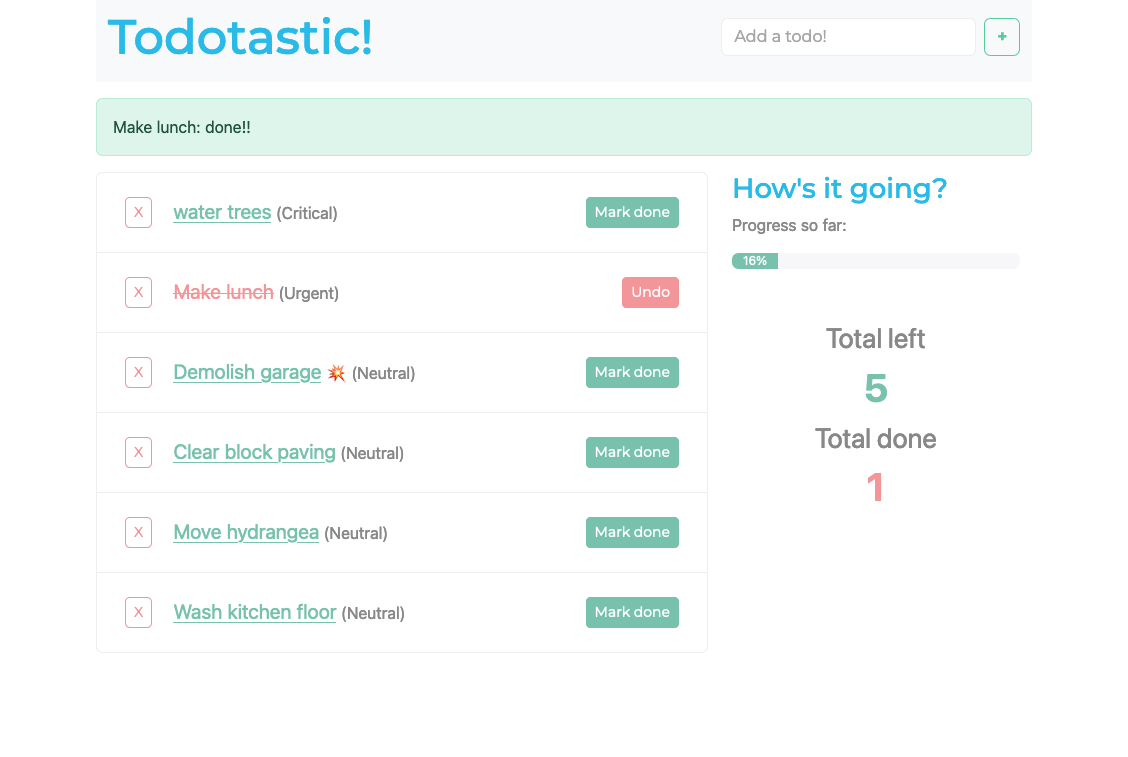 Todotastic!
Add a todo!
+
Make lunch: done!!
X water trees (Critical) Mark done
X Make lunch (Urgent) Undo
X Demolish garage 💥 (Neutral) Mark done
X Clear block paving (Neutral) Mark done
X Move hydrangea (Neutral) Mark done
X Wash kitchen floor (Neutral) Mark done
How's it going?
Progress so far:
16%
Total left
5
Total done
1